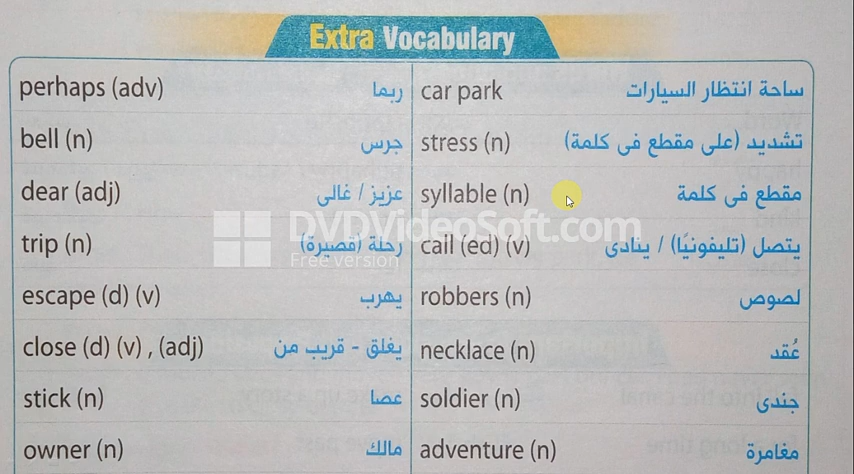 Extra Vocabulary
perhaps (adv) ربما car park ساحة انتظار السيارات
bell (n) جرس stress (n) تشديد (على مقطع فى كلمة)
dear (adj) عزيز / غالى syllable (n) مقطع فى كلمة
DVDVideoSoft.com
trip (n) رحلة (قصيرة) call (ed) (v) يتصل (تليفونيًا) / ينادى
Free version
escape (d) (v) يهرب robbers (n) لصوص
close (d) (v) , (adj) يغلق - قريب من necklace (n) عُقد
stick (n) عصا soldier (n) جندى
owner (n) مالك adventure (n) مغامرة